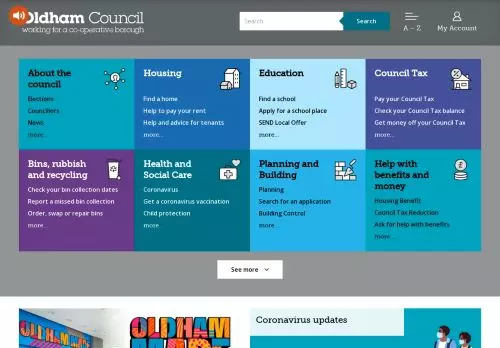 Oldham Council
working for a co-operative borough
Search
Search
A – Z
My Account
About the council
Elections
Councillors
News
more...
Housing
Find a home
Help to pay your rent
Help and advice for tenants
more...
Education
Find a school
Apply for a school place
SEND Local Offer
more...
Council Tax
Pay your Council Tax
Check your Council Tax balance
Get money off your Council Tax
more...
Bins, rubbish and recycling
Check your bin collection dates
Report a missed bin collection
Order, swap or repair bins
more...
Health and Social Care
Coronavirus
Get a coronavirus vaccination
Child protection
more...
Planning and Building
Planning
Search for an application
Building Control
more...
Help with benefits and money
Housing Benefit
Council Tax Reduction
Ask for help with benefits
more...
See more
OLDHAM
OLDHAM
Coronavirus updates